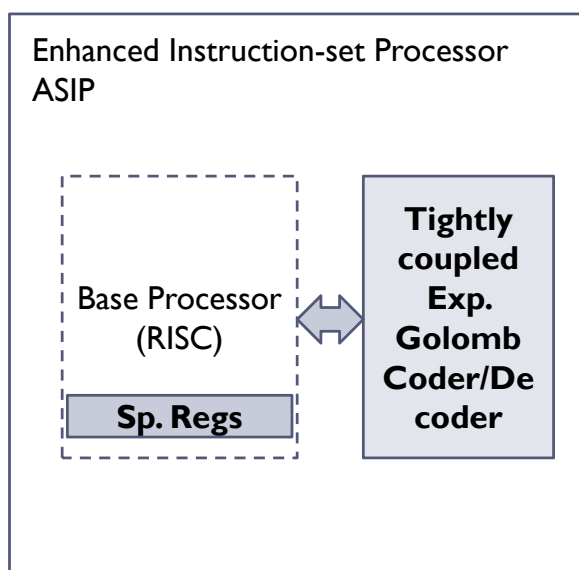 Enhanced Instruction-set Processor
ASIP
Base Processor
(RISC)
Sp. Regs
Tightly
coupled
Exp.
Golomb
Coder/De
coder